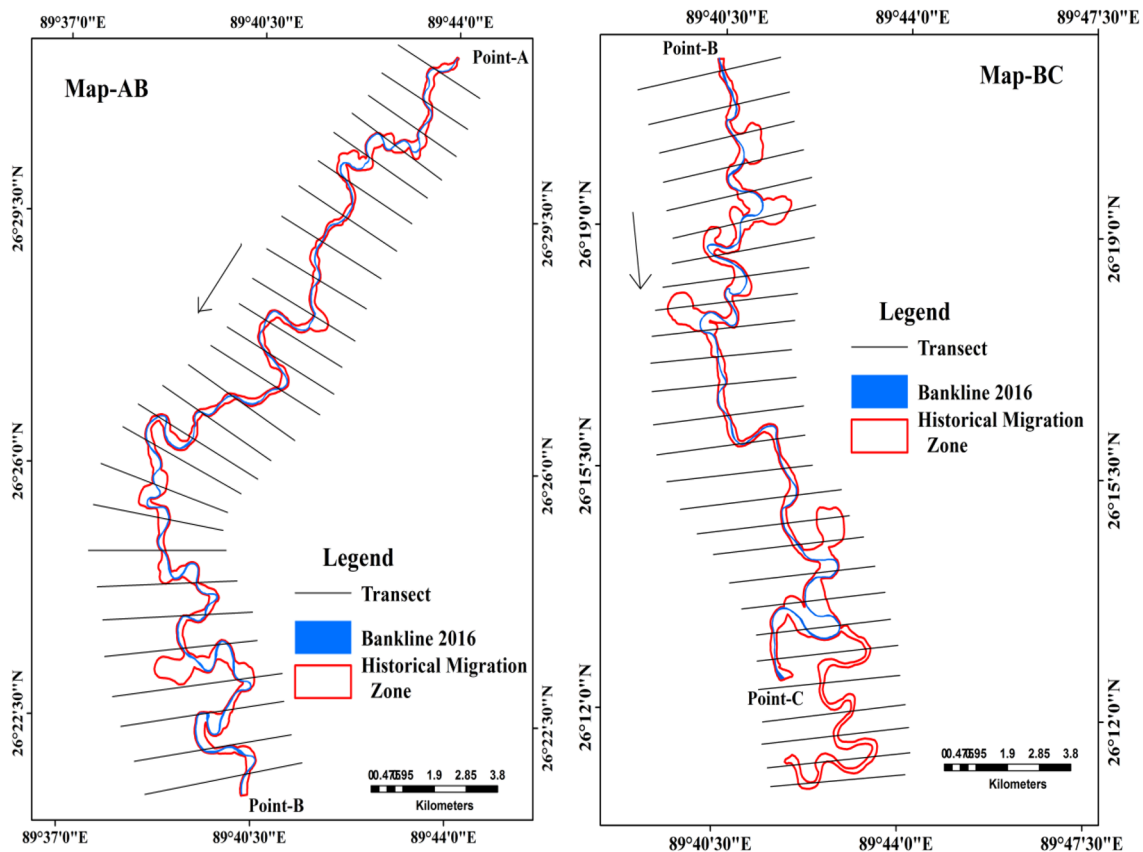 89°37'0"E 89°40'30"E 89°44'0"E
Point-A
Map-AB
26°29'30"N
26°29'30"N
26°26'0"N
26°26'0"N
Legend
Transect
Bankline 2016
Historical Migration
Zone
26°22'30"N
26°22'30"N
1.9 2.85 3.8
Kilometers
Point-B
89°37'0"E 89°40'30"E 89°44'0"E
89°40'30"E 89°44'0"E 89°47'30"E
Point-B
Map-BC
26°19'0"N
26°19'0"N
Legend
Transect
Bankline 2016
Historical Migration
Zone
26°15'30"N
26°15'30"N
Point-C
26°12'0"N
26°12'0"N
1.9 2.85 3.8
Kilometers
89°40'30"E 89°44'0"E 89°47'30"E